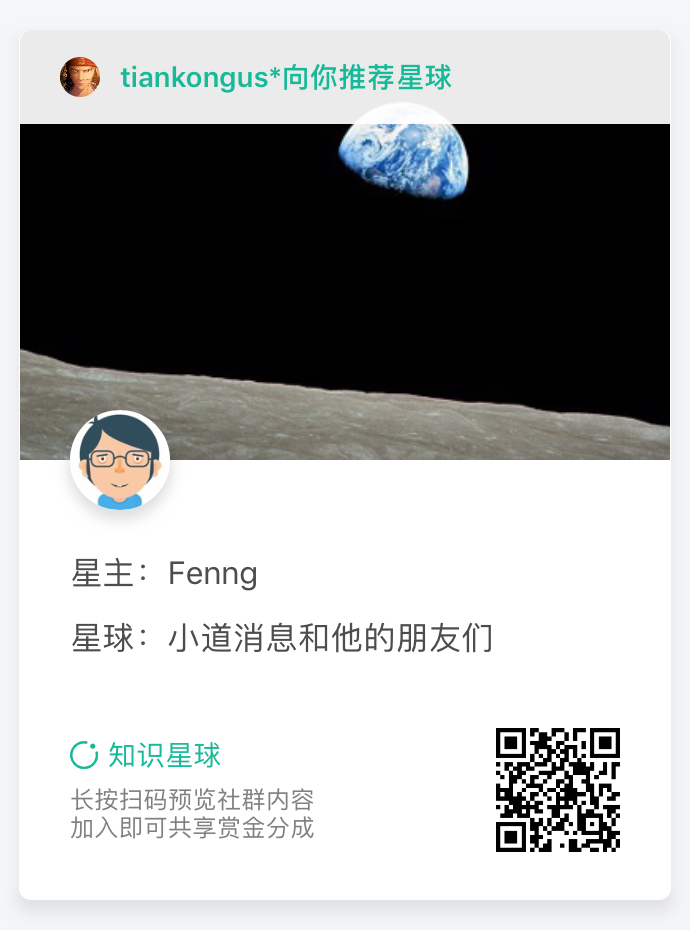 tiankongus*向你推荐星球
星主：Fenng
星球：小道消息和他的朋友们
知识星球
长按扫码预览社群内容
加入即可共享赏金分成